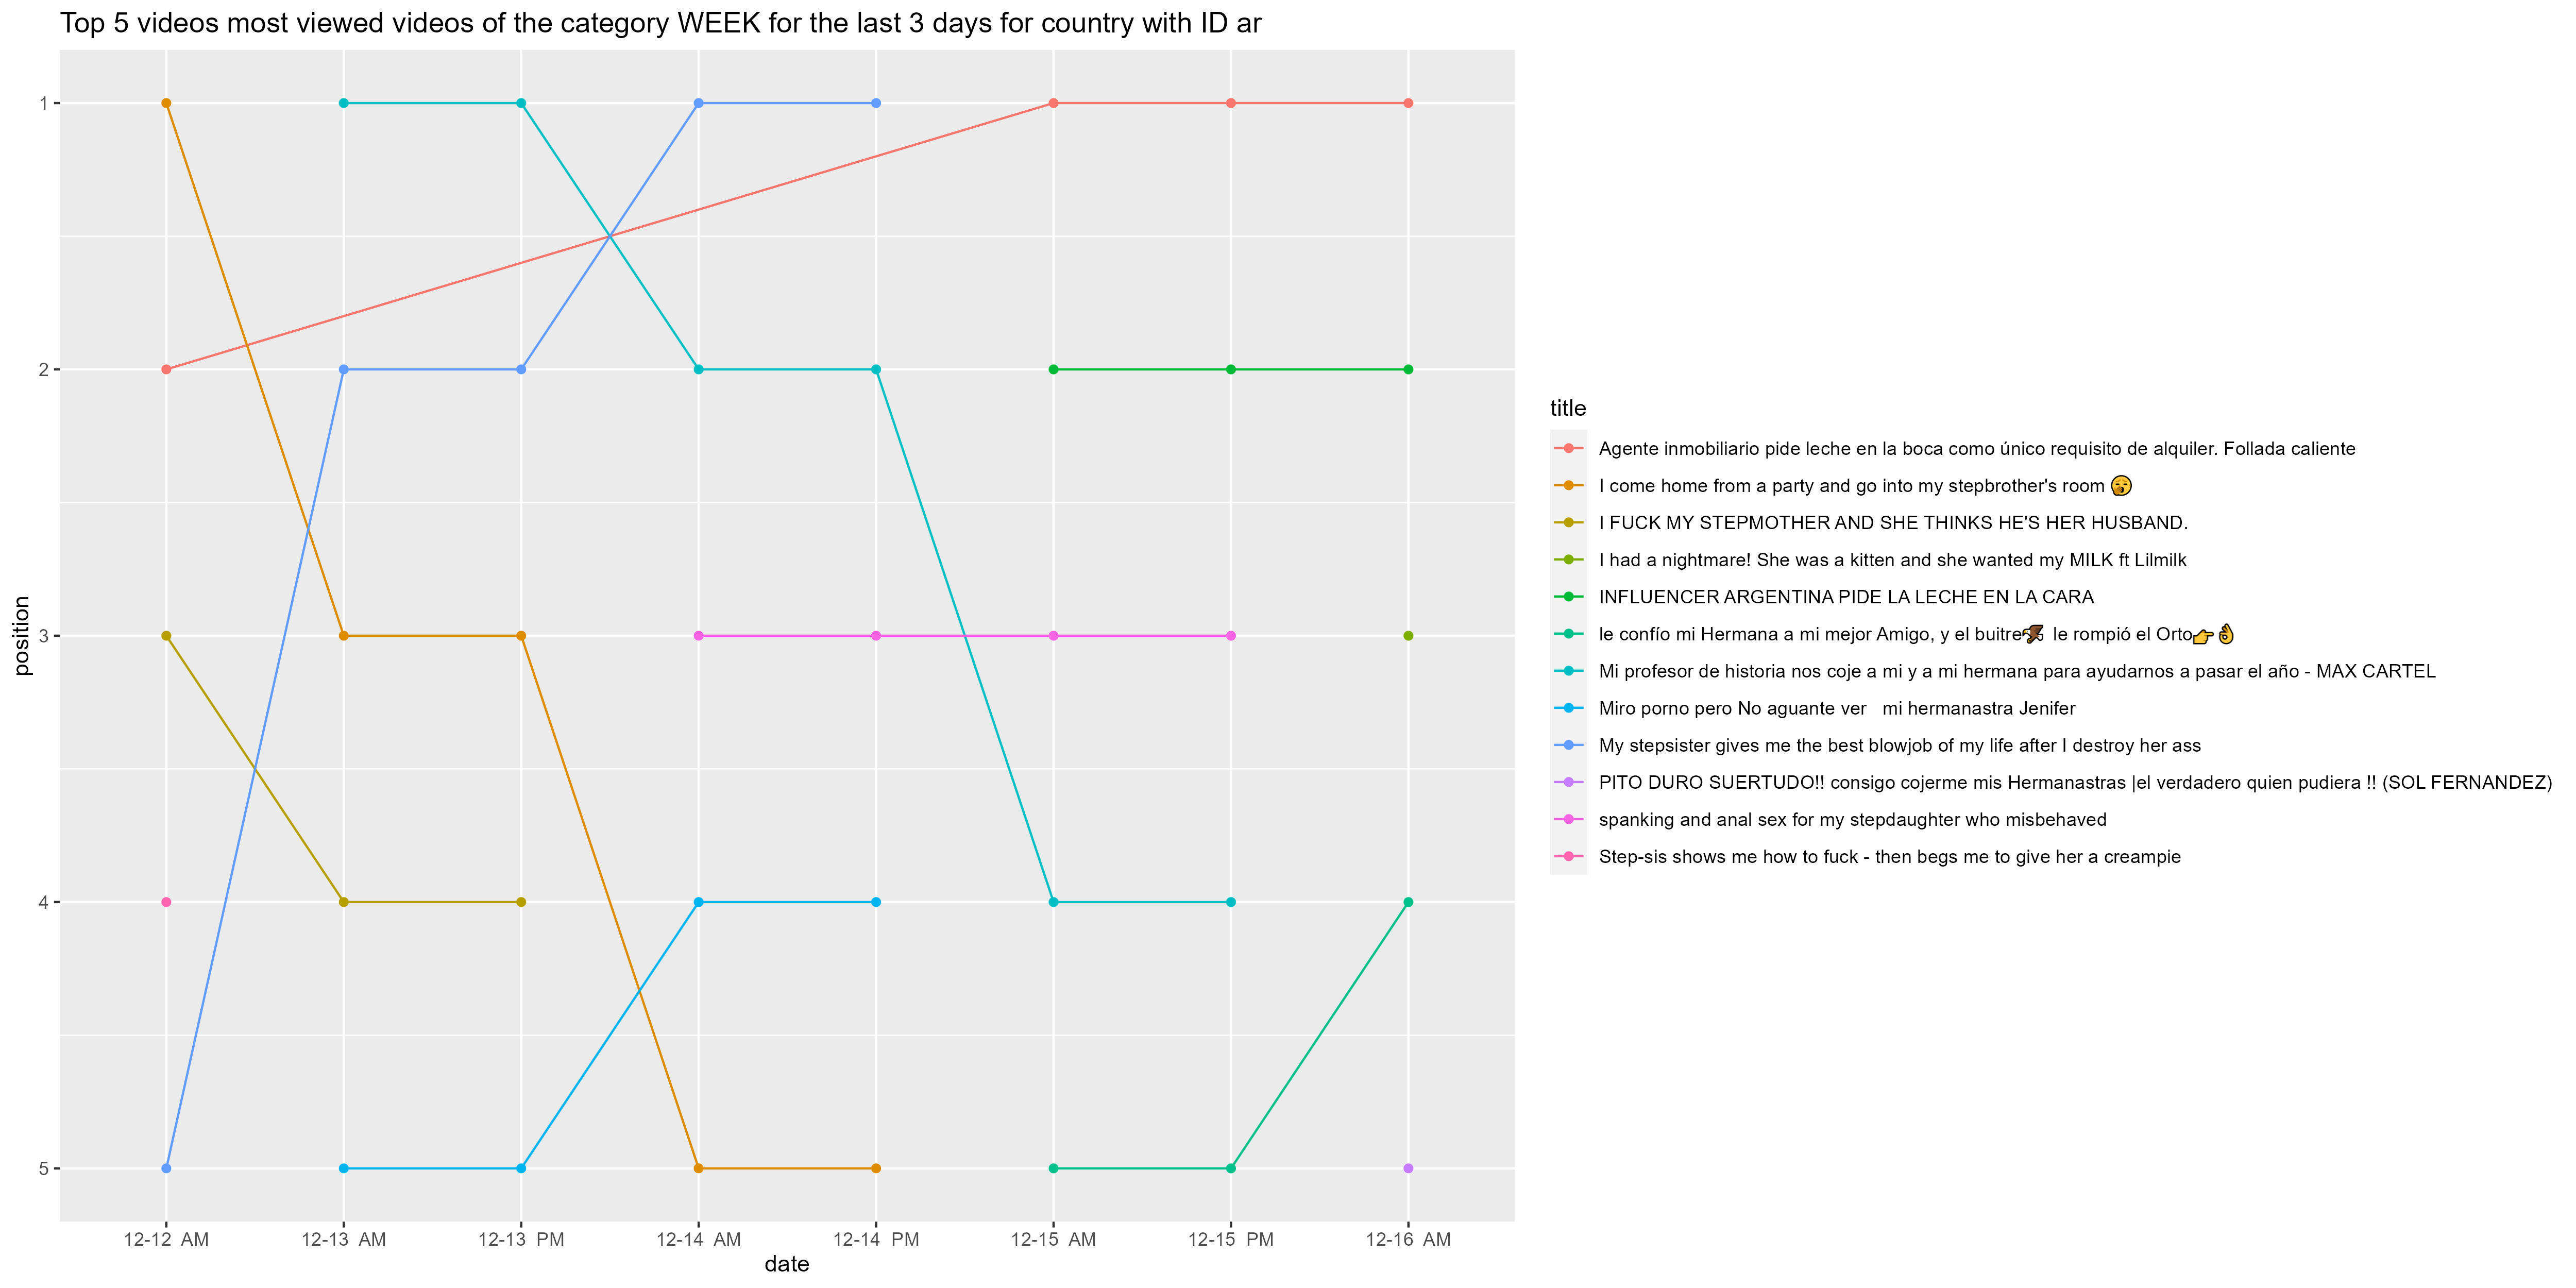 Top 5 videos most viewed videos of the category WEEK for the last 3 days for country with ID ar
position
1
2
3
4
5
12-12 AM
12-13 AM
12-13 PM
12-14 AM
12-14 PM
12-15 AM
12-15 PM
12-16 AM
date
title
Agente inmobiliario pide leche en la boca como único requisito de alquiler. Follada caliente
I come home from a party and go into my stepbrother's room 🥱
I FUCK MY STEPMOTHER AND SHE THINKS HE'S HER HUSBAND.
I had a nightmare! She was a kitten and she wanted my MILK ft Lilmilk
INFLUENCER ARGENTINA PIDE LA LECHE EN LA CARA
le confío mi Hermana a mi mejor Amigo, y el buitre🦅 le rompió el Orto👉👌
Mi profesor de historia nos coje a mi y a mi hermana para ayudarnos a pasar el año - MAX CARTEL
Miro porno pero No aguante ver   mi hermanastra Jenifer
My stepsister gives me the best blowjob of my life after I destroy her ass
PITO DURO SUERTUDO!! consigo cojerme mis Hermanastras |el verdadero quien pudiera !! (SOL FERNANDEZ)
spanking and anal sex for my stepdaughter who misbehaved
Step-sis shows me how to fuck - then begs me to give her a creampie